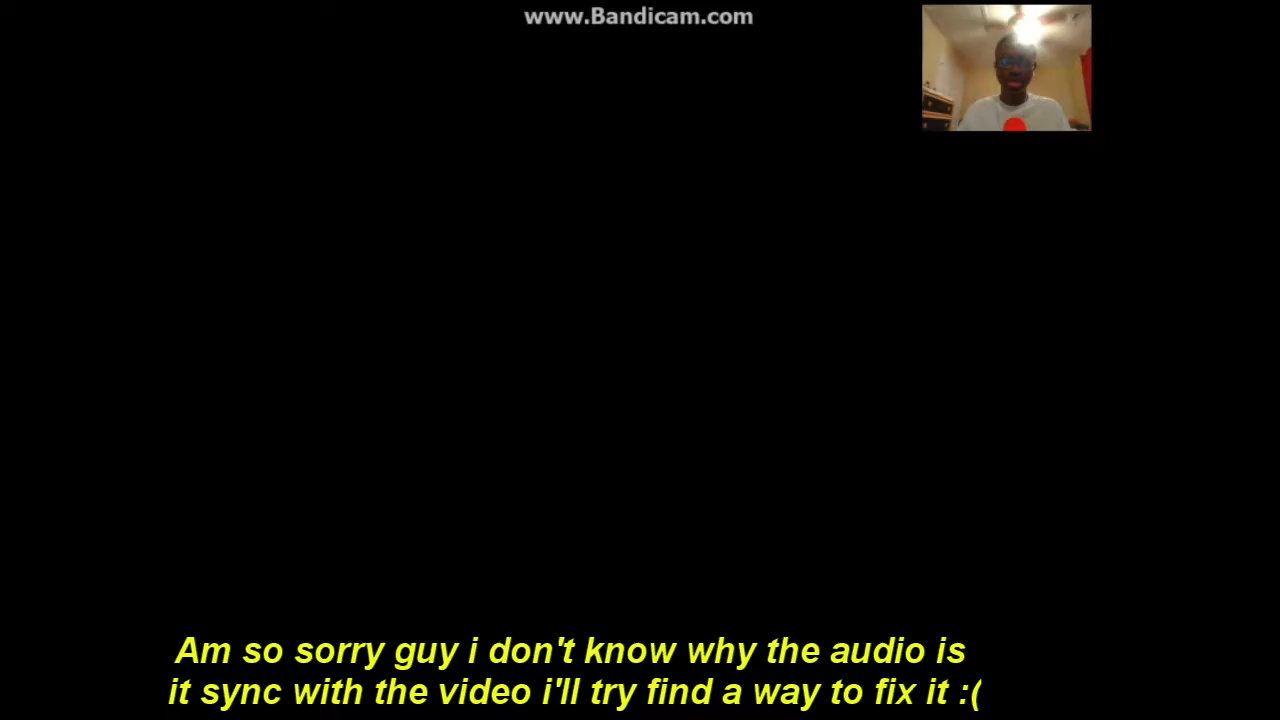 www.Bandicam.com
Am so sorry guy i don't know why the audio is
it sync with the video i'll try find a way to fix it :(